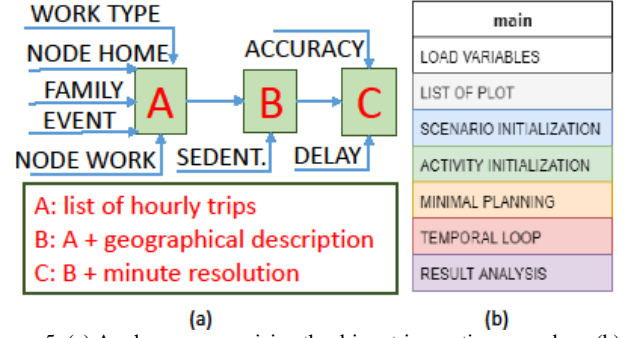 WORK TYPE
NODE HOME
FAMILY
EVENT
NODE WORK
A
SEDENT.
B
ACCURACY
DELAY
C
A: list of hourly trips
B: A + geographical description
C: B + minute resolution
(a)
main
LOAD VARIABLES
LIST OF PLOT
SCENARIO INITIALIZATION
ACTIVITY INITIALIZATION
MINIMAL PLANNING
TEMPORAL LOOP
RESULT ANALYSIS
(b)